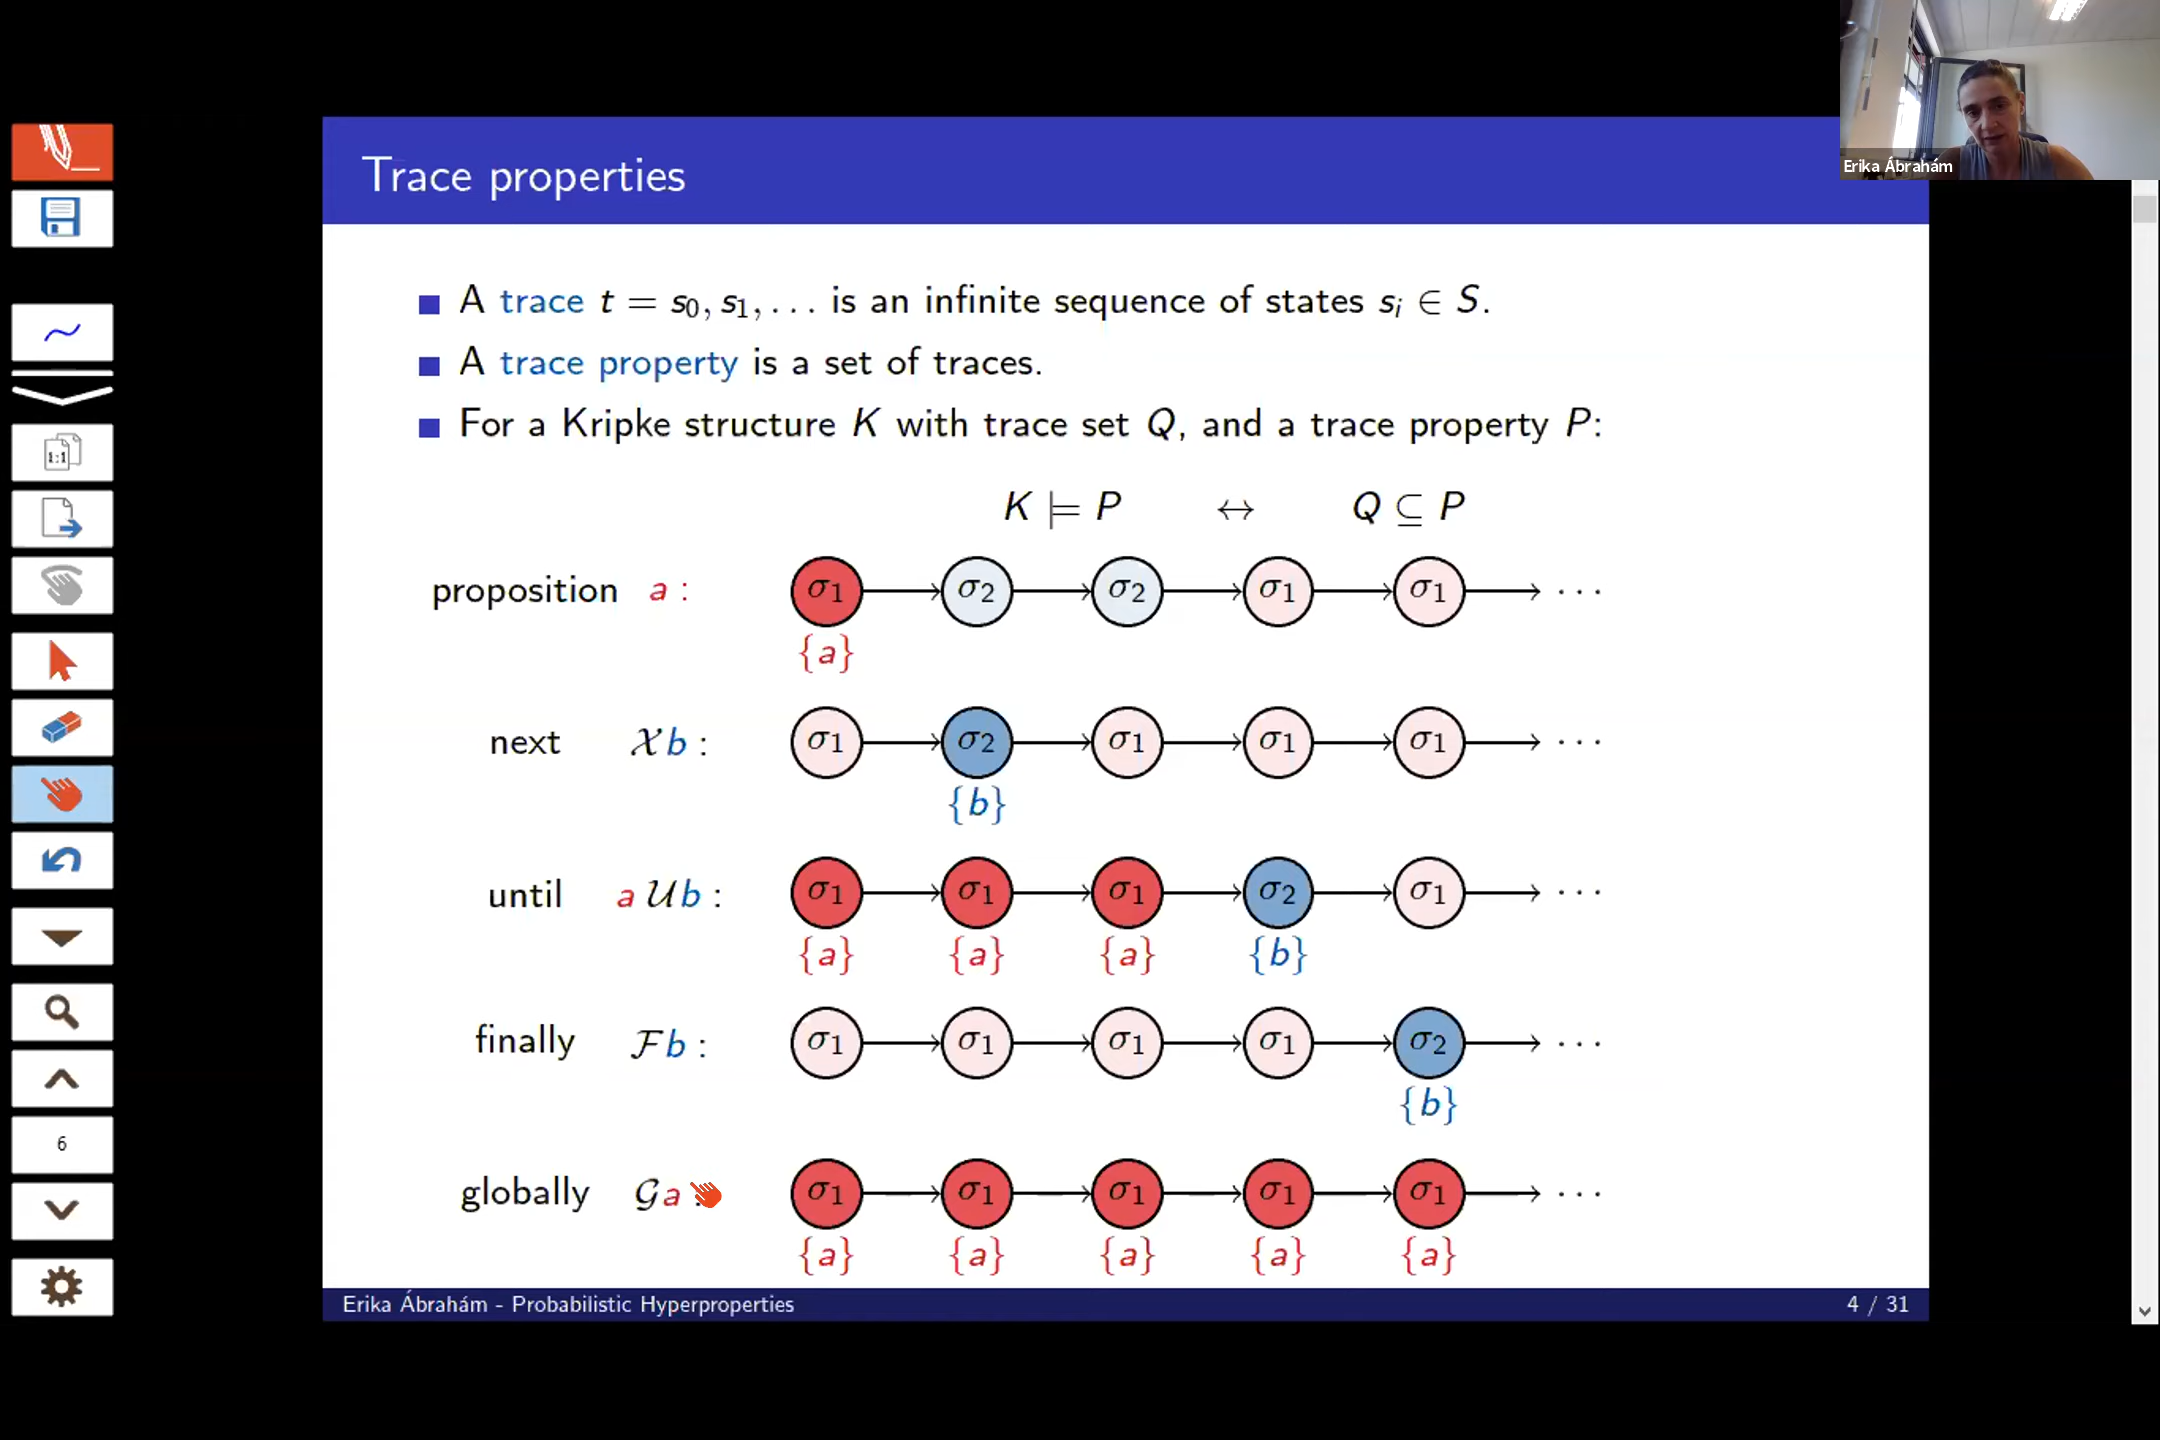 Erika Ábrahám
Trace properties
A trace t = s₀, s₁, . . . is an infinite sequence of states sᵢ ∈ S.
A trace property is a set of traces.
For a Kripke structure K with trace set Q, and a trace property P:
K ⊨ P ↔ Q ⊆ P
proposition a : σ₁ σ₂ σ₂ σ₁ σ₁ · · ·
{a}
next 𝒳b : σ₁ σ₂ σ₁ σ₁ σ₁ · · ·
{b}
until a 𝒰b : σ₁ σ₁ σ₁ σ₂ σ₁ · · ·
{a} {a} {a} {b}
finally ℱb : σ₁ σ₁ σ₁ σ₁ σ₂ · · ·
{b}
globally 𝒢a : σ₁ σ₁ σ₁ σ₁ σ₁ · · ·
{a} {a} {a} {a} {a}
Erika Ábrahám - Probabilistic Hyperproperties 4 / 31
1:1
6